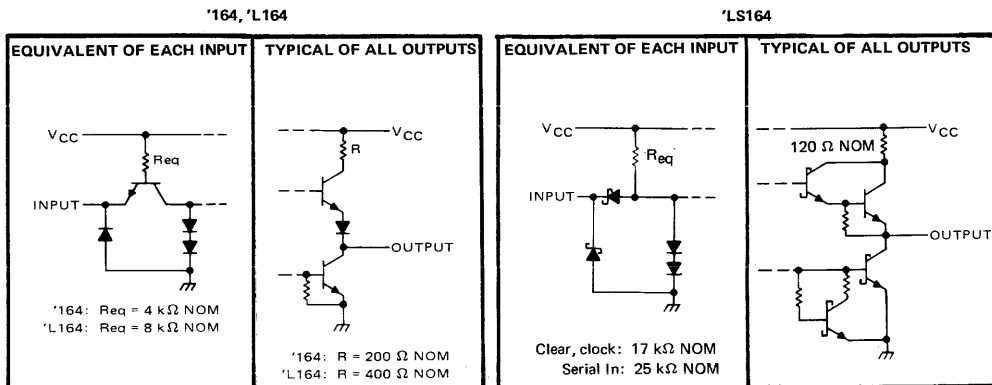 '164, 'L164
EQUIVALENT OF EACH INPUT
VCC
Req
INPUT
'164: Req = 4 kΩ NOM
'L164: Req = 8 kΩ NOM
TYPICAL OF ALL OUTPUTS
VCC
R
OUTPUT
'164: R = 200 Ω NOM
'L164: R = 400 Ω NOM
'LS164
EQUIVALENT OF EACH INPUT
VCC
Req
INPUT
Clear, clock: 17 kΩ NOM
Serial In: 25 kΩ NOM
TYPICAL OF ALL OUTPUTS
VCC
120 Ω NOM
OUTPUT